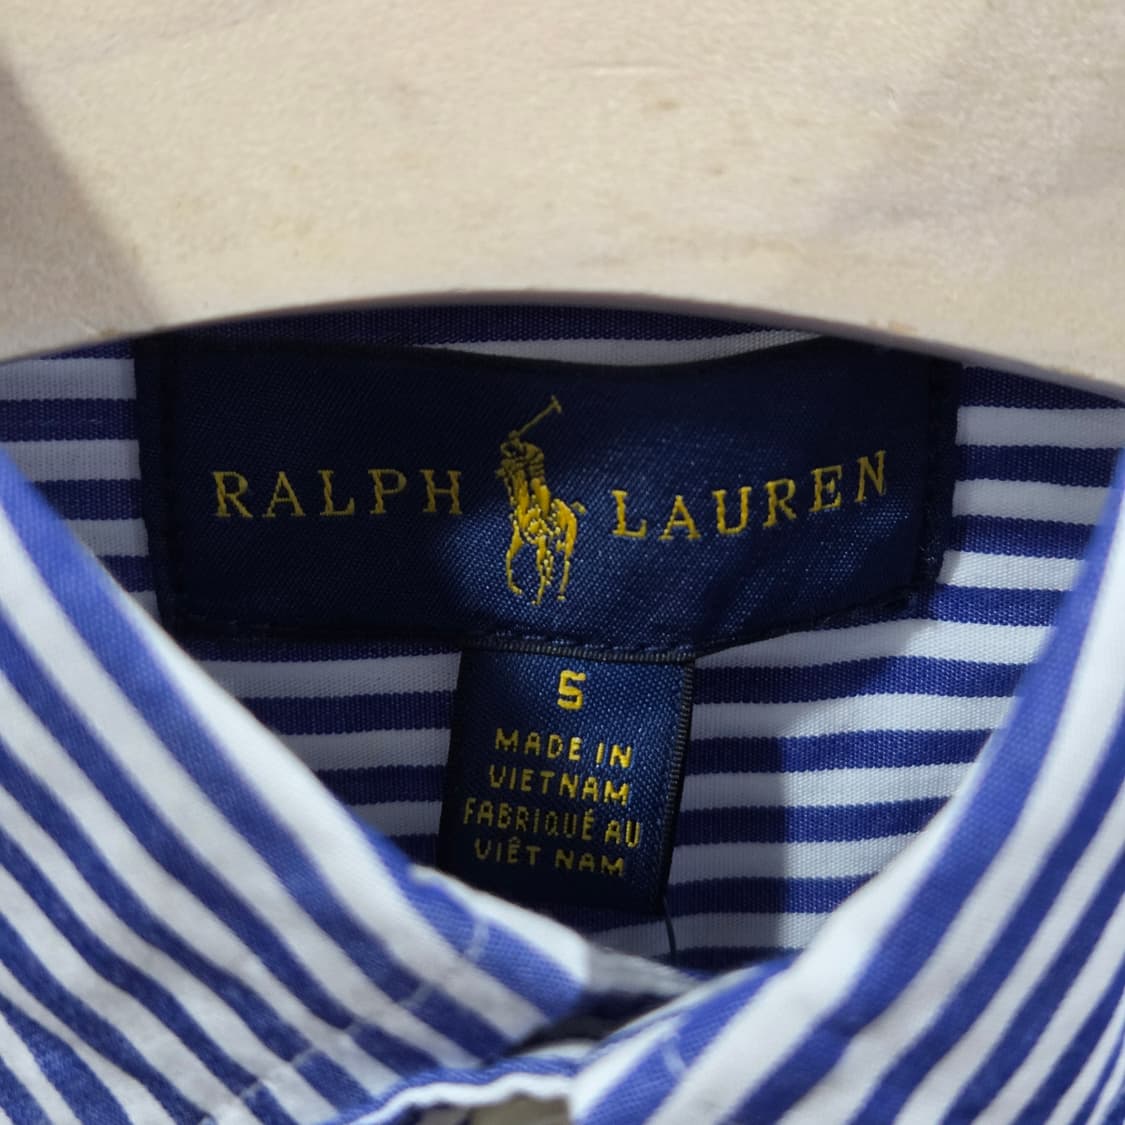 RALPH LAUREN
5
MADE IN
VIETNAM
FABRIQUÉ AU
VIÊT NAM